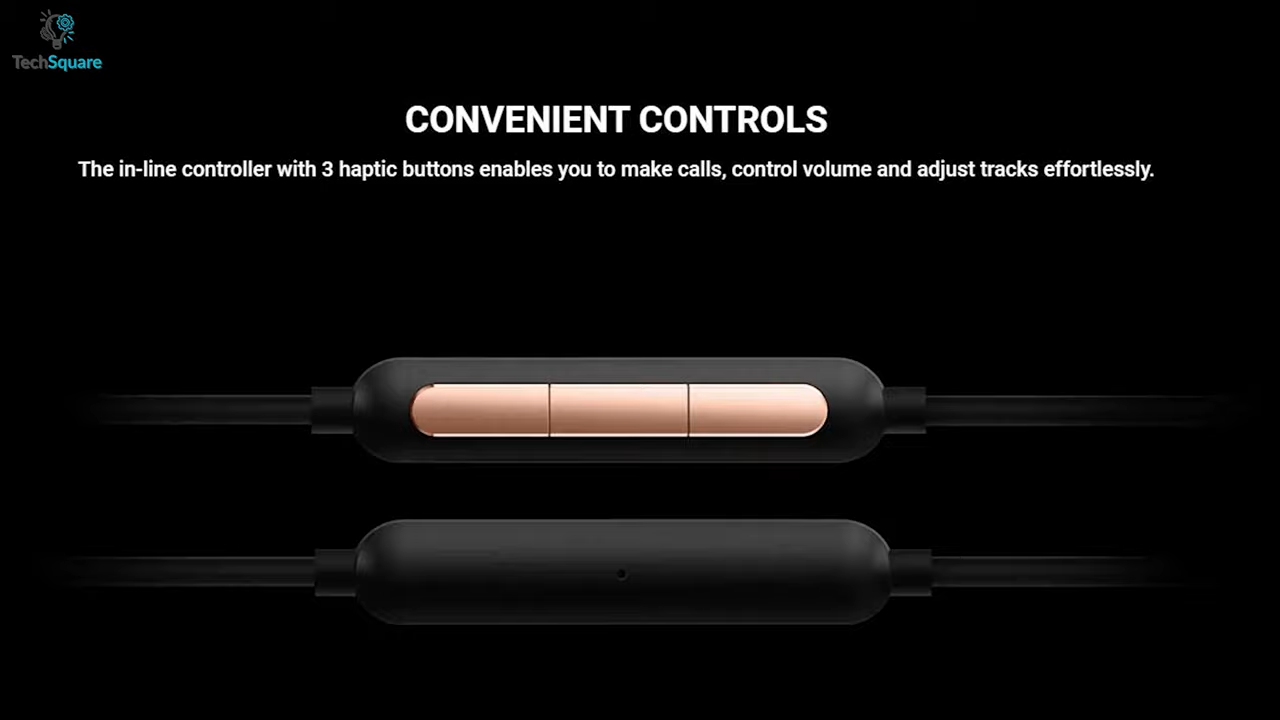 TechSquare
CONVENIENT CONTROLS
The in-line controller with 3 haptic buttons enables you to make calls, control volume and adjust tracks effortlessly.